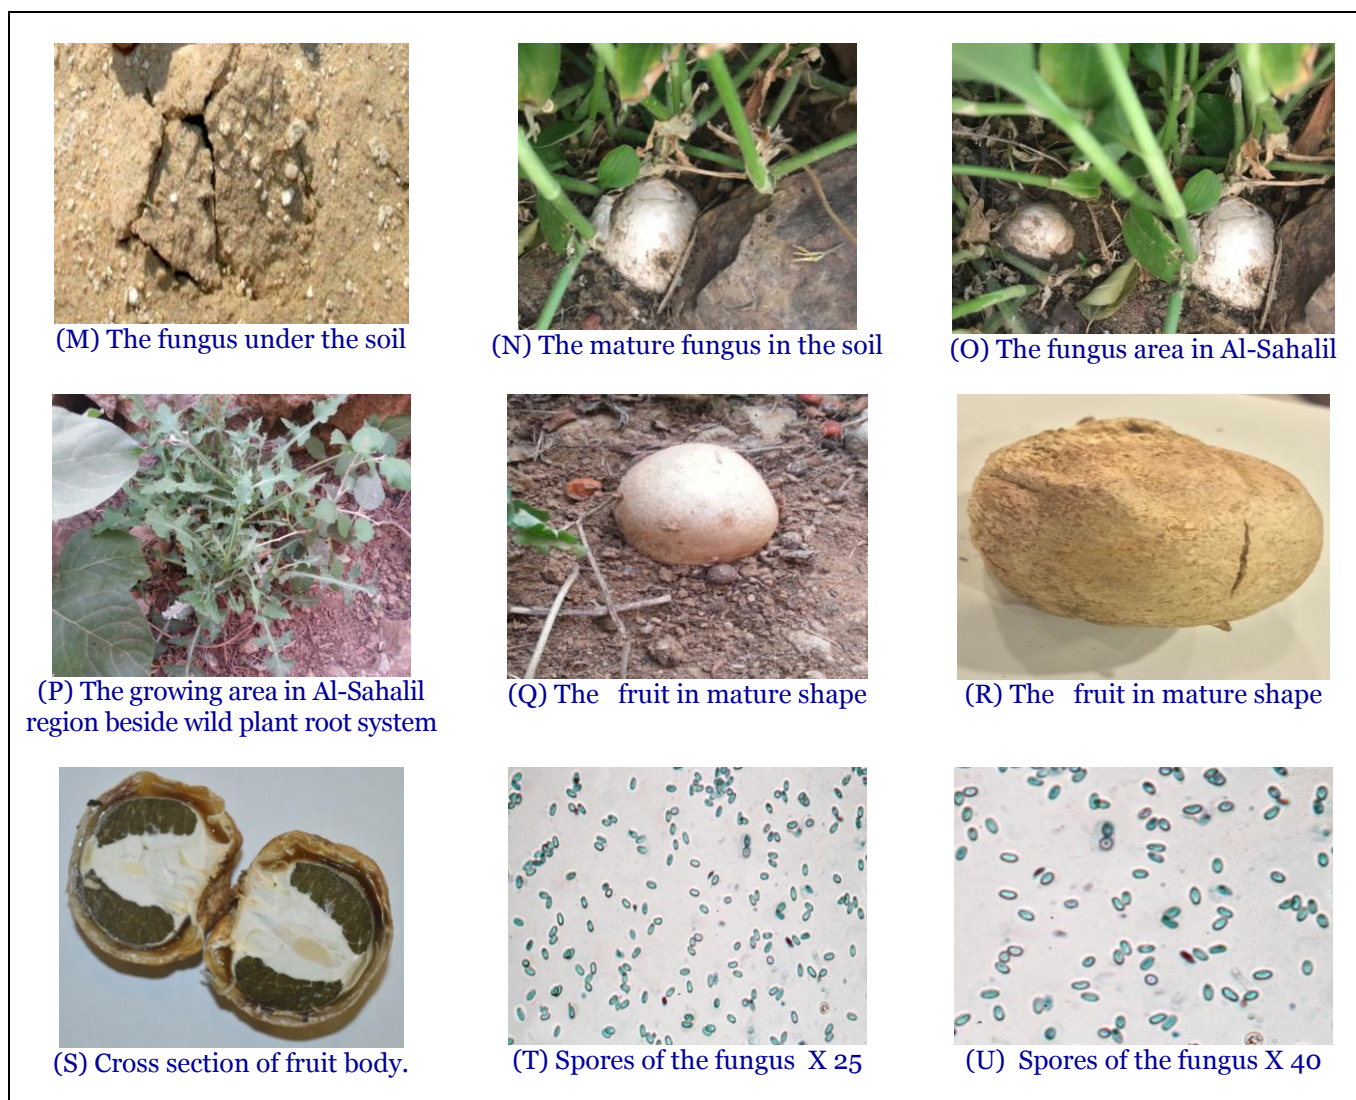 (M) The fungus under the soil
(N) The mature fungus in the soil
(O) The fungus area in Al-Sahalil
(P) The growing area in Al-Sahalil
region beside wild plant root system
(Q) The fruit in mature shape
(R) The fruit in mature shape
(S) Cross section of fruit body.
(T) Spores of the fungus X 25
(U) Spores of the fungus X 40